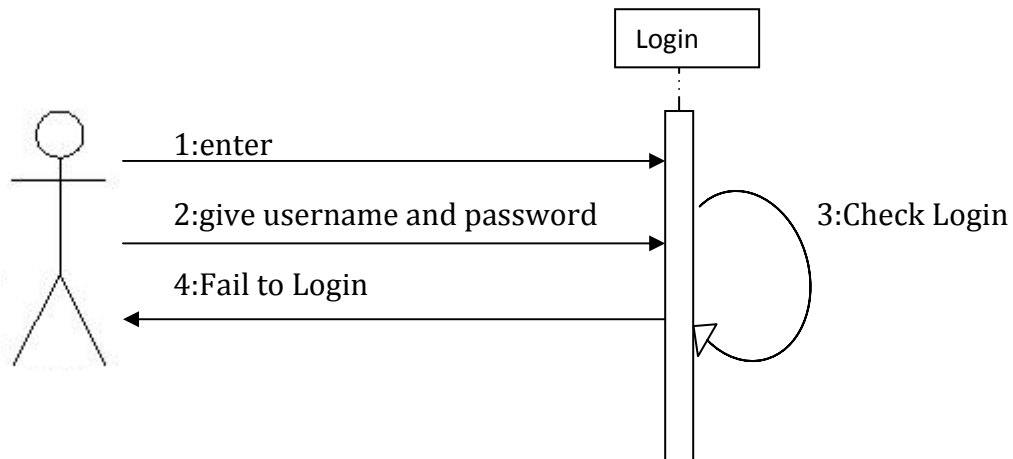 Login
1:enter
2:give username and password
3:Check Login
4:Fail to Login